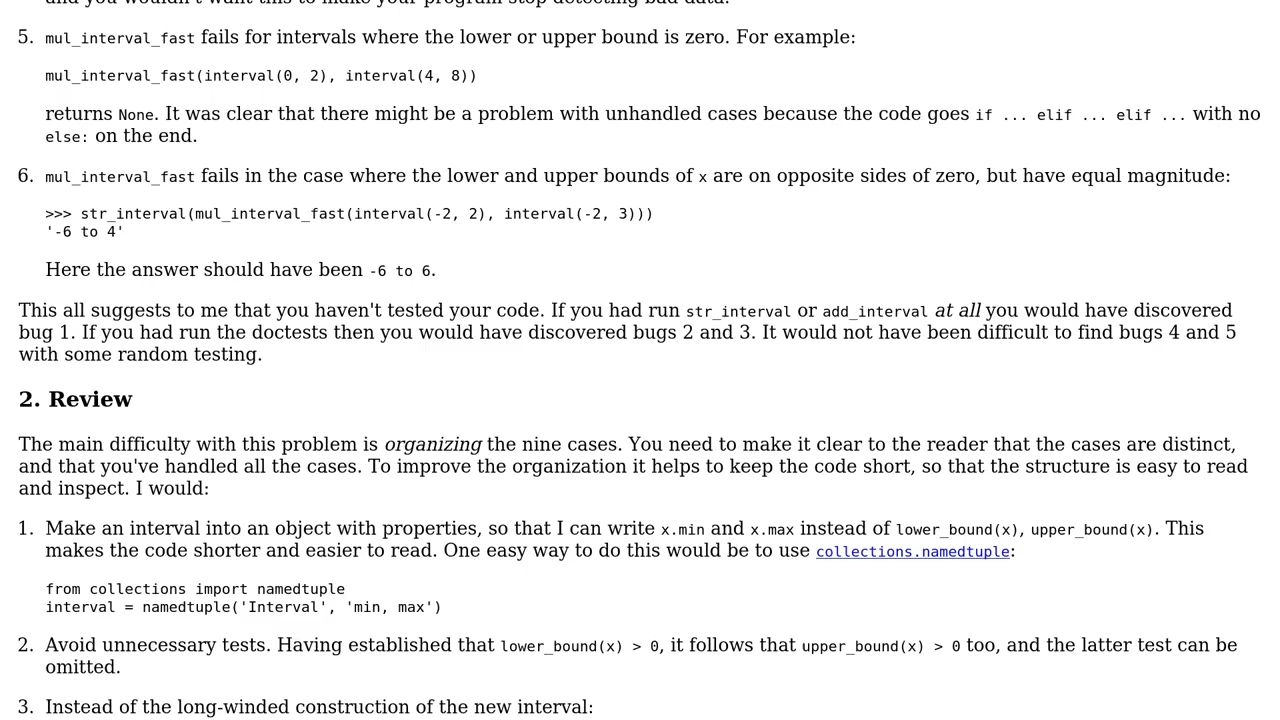 and you wouldn't want this to make your program stop detecting bad data.
5. mul_interval_fast fails for intervals where the lower or upper bound is zero. For example:
mul_interval_fast(interval(0, 2), interval(4, 8))
returns None. It was clear that there might be a problem with unhandled cases because the code goes if ... elif ... elif ... with no
else: on the end.
6. mul_interval_fast fails in the case where the lower and upper bounds of x are on opposite sides of zero, but have equal magnitude:
>>> str_interval(mul_interval_fast(interval(-2, 2), interval(-2, 3)))
'-6 to 4'
Here the answer should have been -6 to 6.
This all suggests to me that you haven't tested your code. If you had run str_interval or add_interval at all you would have discovered
bug 1. If you had run the doctests then you would have discovered bugs 2 and 3. It would not have been difficult to find bugs 4 and 5
with some random testing.
2. Review
The main difficulty with this problem is organizing the nine cases. You need to make it clear to the reader that the cases are distinct,
and that you've handled all the cases. To improve the organization it helps to keep the code short, so that the structure is easy to read
and inspect. I would:
1. Make an interval into an object with properties, so that I can write x.min and x.max instead of lower_bound(x), upper_bound(x). This
makes the code shorter and easier to read. One easy way to do this would be to use collections.namedtuple:
from collections import namedtuple
interval = namedtuple('Interval', 'min, max')
2. Avoid unnecessary tests. Having established that lower_bound(x) > 0, it follows that upper_bound(x) > 0 too, and the latter test can be
omitted.
3. Instead of the long-winded construction of the new interval: